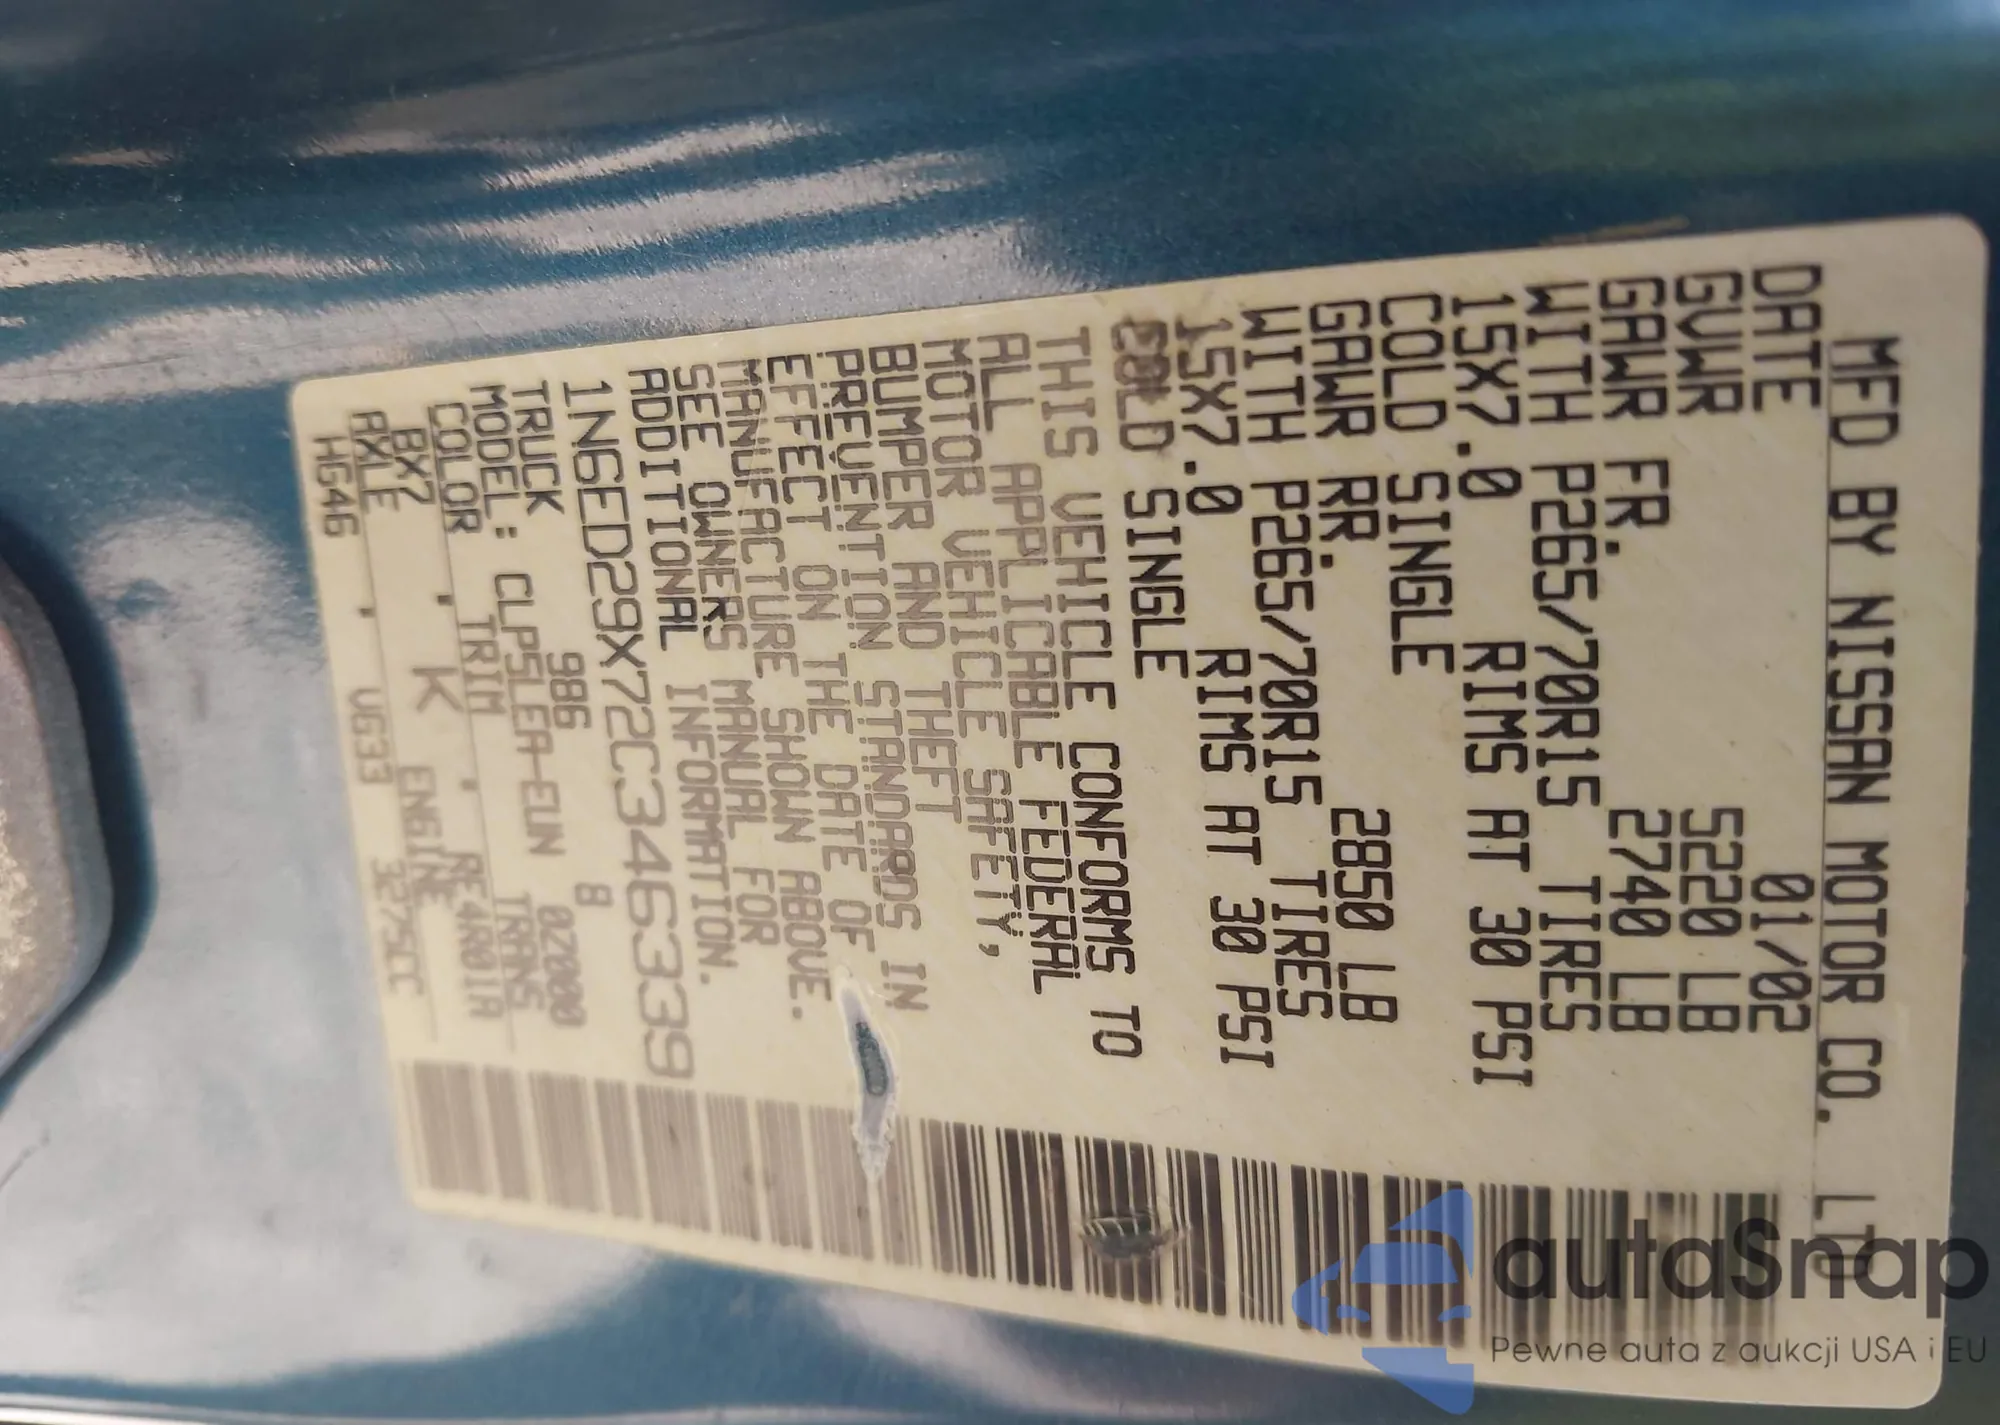 MFD BY NISSAN MOTOR CO. LTD
DATE 01/02
GVWR 5220 LB
GAWR FR. 2740 LB
WITH P265/70R15 TIRES
15X7.0 RIMS AT 30 PSI
COLD SINGLE
GAWR RR. 2850 LB
WITH P265/70R15 TIRES
15X7.0 RIMS AT 30 PSI
COLD SINGLE
THIS VEHICLE CONFORMS TO
ALL APPLICABLE FEDERAL
MOTOR VEHICLE SAFETY,
BUMPER AND THEFT
PREVENTION STANDARDS IN
EFFECT ON THE DATE OF
MANUFACTURE SHOWN ABOVE.
SEE OWNERS MANUAL FOR
ADDITIONAL INFORMATION.
1N6ED29X72C346339
TRUCK 986 8
MODEL: CLPSLEA-EUN 02000
COLOR TRIM TRANS
BX7 K RE4R01A
AXLE ENGINE
HG46 VG33 3275CC
autaSnap
Pewne auta z aukcji USA i EU